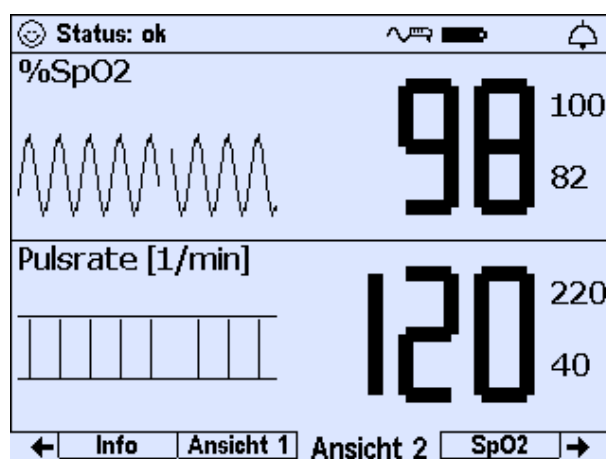 Status: ok
%SpO2
98
100
82
Pulsrate [1/min]
120
220
40
Info Ansicht 1 Ansicht 2 SpO2